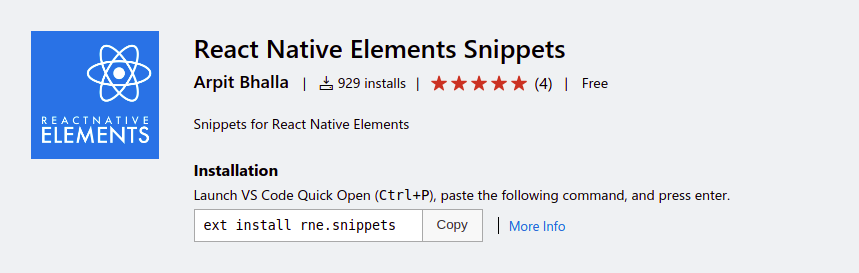 React Native Elements Snippets
Arpit Bhalla | 929 installs | (4) | Free
REACTNATIVE
ELEMENTS
Snippets for React Native Elements
Installation
Launch VS Code Quick Open (Ctrl+P), paste the following command, and press enter.
ext install rne.snippets Copy | More Info